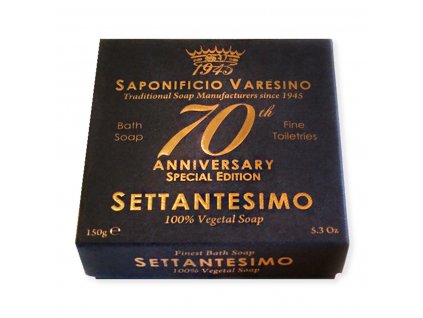 1945
SAPONIFICIO VARESINO
Traditional Soap Manufacturers since 1945
Bath Soap
70th
Fine Toiletries
ANNIVERSARY
SPECIAL EDITION
SETTANTESIMO
100% Vegetal Soap
150g ℮
5.3 Oz
Finest Bath Soap
SETTANTESIMO
100% Vegetal Soap